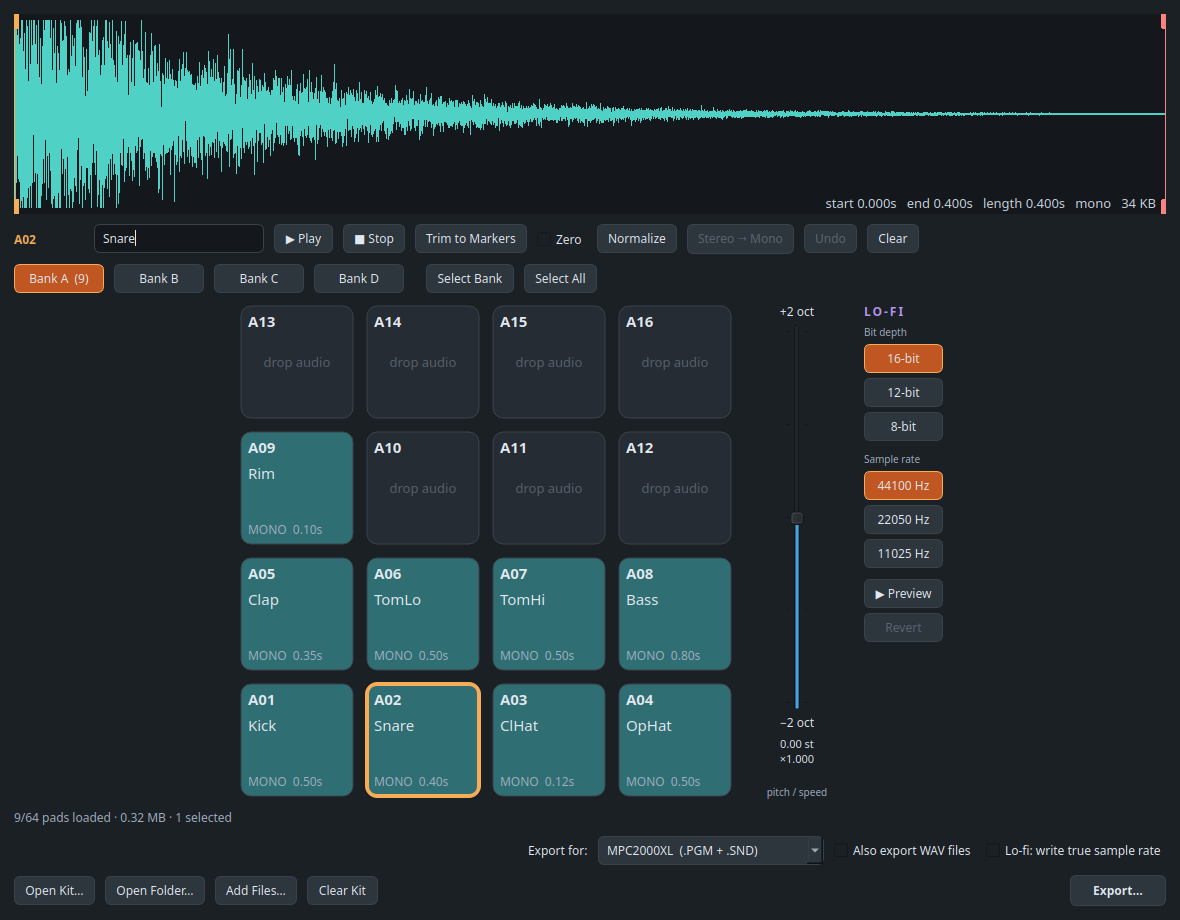 start 0.000s end 0.400s length 0.400s mono 34 KB
A02 Snare ▶ Play ■ Stop Trim to Markers Zero Normalize Stereo → Mono Undo Clear
Bank A (9) Bank B Bank C Bank D Select Bank Select All
A13 A14 A15 A16
drop audio drop audio drop audio drop audio
A09 A10 A11 A12
Rim
drop audio drop audio drop audio
MONO 0.10s
A05 A06 A07 A08
Clap TomLo TomHi Bass
MONO 0.35s MONO 0.50s MONO 0.50s MONO 0.80s
A01 A02 A03 A04
Kick Snare ClHat OpHat
MONO 0.50s MONO 0.40s MONO 0.12s MONO 0.50s
+2 oct
−2 oct
0.00 st
×1.000
pitch / speed
LO-FI
Bit depth
16-bit
12-bit
8-bit
Sample rate
44100 Hz
22050 Hz
11025 Hz
▶ Preview
Revert
9/64 pads loaded · 0.32 MB · 1 selected
Export for: MPC2000XL (.PGM + .SND) Also export WAV files Lo-fi: write true sample rate
Open Kit... Open Folder... Add Files... Clear Kit Export...